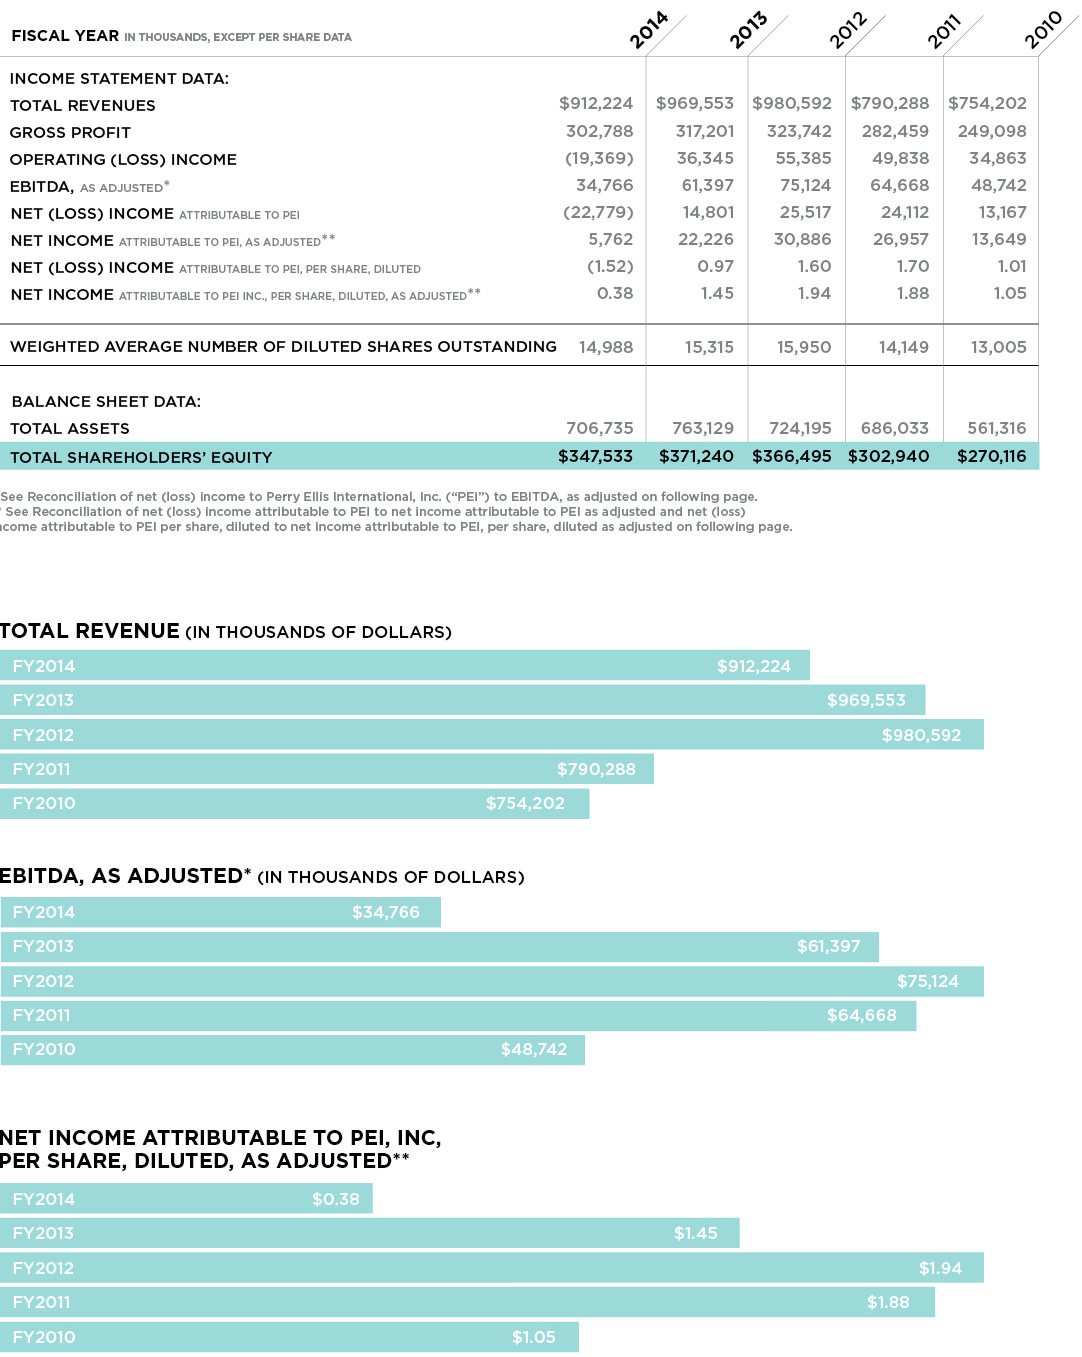 FISCAL YEAR IN THOUSANDS, EXCEPT PER SHARE DATA 2014 2013 2012 2011 2010
INCOME STATEMENT DATA:
TOTAL REVENUES $912,224 $969,553 $980,592 $790,288 $754,202
GROSS PROFIT 302,788 317,201 323,742 282,459 249,098
OPERATING (LOSS) INCOME (19,369) 36,345 55,385 49,838 34,863
EBITDA, AS ADJUSTED* 34,766 61,397 75,124 64,668 48,742
NET (LOSS) INCOME ATTRIBUTABLE TO PEI (22,779) 14,801 25,517 24,112 13,167
NET INCOME ATTRIBUTABLE TO PEI, AS ADJUSTED** 5,762 22,226 30,886 26,957 13,649
NET (LOSS) INCOME ATTRIBUTABLE TO PEI, PER SHARE, DILUTED (1.52) 0.97 1.60 1.70 1.01
NET INCOME ATTRIBUTABLE TO PEI INC., PER SHARE, DILUTED, AS ADJUSTED** 0.38 1.45 1.94 1.88 1.05
WEIGHTED AVERAGE NUMBER OF DILUTED SHARES OUTSTANDING 14,988 15,315 15,950 14,149 13,005
BALANCE SHEET DATA:
TOTAL ASSETS 706,735 763,129 724,195 686,033 561,316
TOTAL SHAREHOLDERS' EQUITY $347,533 $371,240 $366,495 $302,940 $270,116
See Reconciliation of net (loss) income to Perry Ellis International, Inc. ("PEI") to EBITDA, as adjusted on following page.
* See Reconciliation of net (loss) income attributable to PEI to net income attributable to PEI as adjusted and net (loss)
ncome attributable to PEI per share, diluted to net income attributable to PEI, per share, diluted as adjusted on following page.
TOTAL REVENUE (IN THOUSANDS OF DOLLARS)
FY2014 $912,224
FY2013 $969,553
FY2012 $980,592
FY2011 $790,288
FY2010 $754,202
EBITDA, AS ADJUSTED* (IN THOUSANDS OF DOLLARS)
FY2014 $34,766
FY2013 $61,397
FY2012 $75,124
FY2011 $64,668
FY2010 $48,742
NET INCOME ATTRIBUTABLE TO PEI, INC,
PER SHARE, DILUTED, AS ADJUSTED**
FY2014 $0.38
FY2013 $1.45
FY2012 $1.94
FY2011 $1.88
FY2010 $1.05